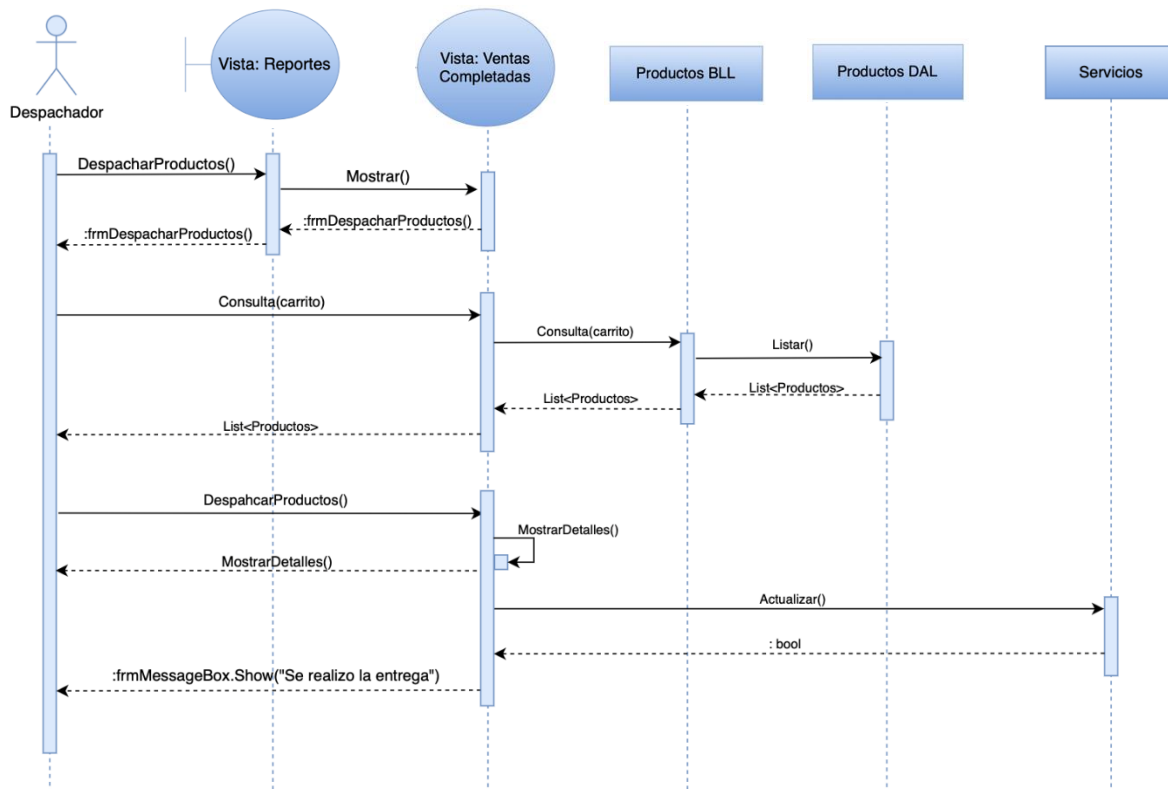 Vista: Reportes
Vista: Ventas
Completadas
Productos BLL
Productos DAL
Servicios
Despachador
DespacharProductos()
Mostrar()
:frmDespacharProductos()
:frmDespacharProductos()
Consulta(carrito)
Consulta(carrito)
Listar()
List<Productos>
List<Productos>
List<Productos>
DespahcarProductos()
MostrarDetalles()
MostrarDetalles()
Actualizar()
: bool
:frmMessageBox.Show("Se realizo la entrega")